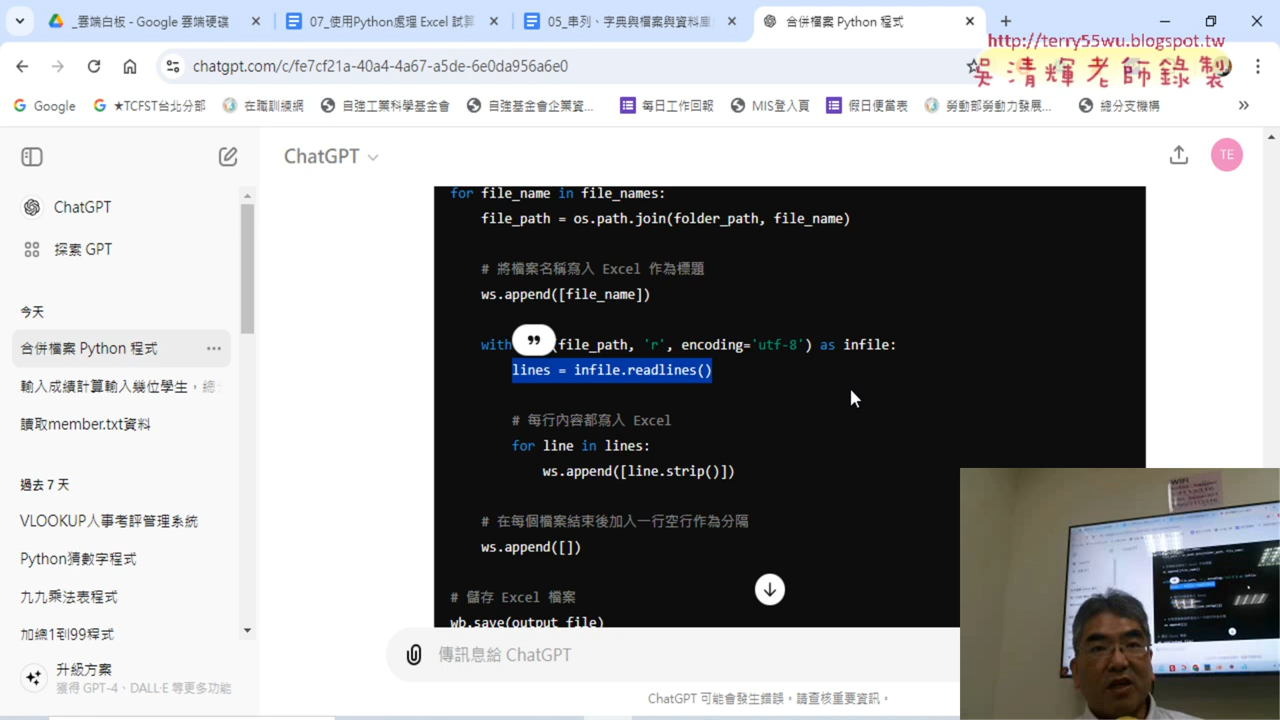 _雲端白板 - Google 雲端硬碟
07_使用Python處理 Excel 試算
05_串列、字典與檔案與資料庫
合併檔案 Python 程式
http://terry55wu.blogspot.tw
吳清輝老師錄製
chatgpt.com/c/fe7cf21a-40a4-4a67-a5de-6e0da956a6e0
Google
★TCFST台北分部
在職訓練網
自強工業科學基金會
自強基金會企業資...
每日工作回報
MIS登入頁
假日便當表
勞動部勞動力發展...
總分支機構
ChatGPT
TE
ChatGPT
探索 GPT
今天
合併檔案 Python 程式
輸入成績計算輸入幾位學生，總
讀取member.txt資料
過去 7 天
VLOOKUP人事考評管理系統
Python猜數字程式
九九乘法表程式
加總1到99程式
升級方案
獲得 GPT-4、DALL·E 等更多功能
for file_name in file_names:
file_path = os.path.join(folder_path, file_name)
# 將檔案名稱寫入 Excel 作為標題
ws.append([file_name])
with (file_path, 'r', encoding='utf-8') as infile:
lines = infile.readlines()
# 每行內容都寫入 Excel
for line in lines:
ws.append([line.strip()])
# 在每個檔案結束後加入一行空行作為分隔
ws.append([])
# 儲存 Excel 檔案
wb.save(output_file)
傳訊息給 ChatGPT
ChatGPT 可能會發生錯誤。請查核重要資訊。
WIFI